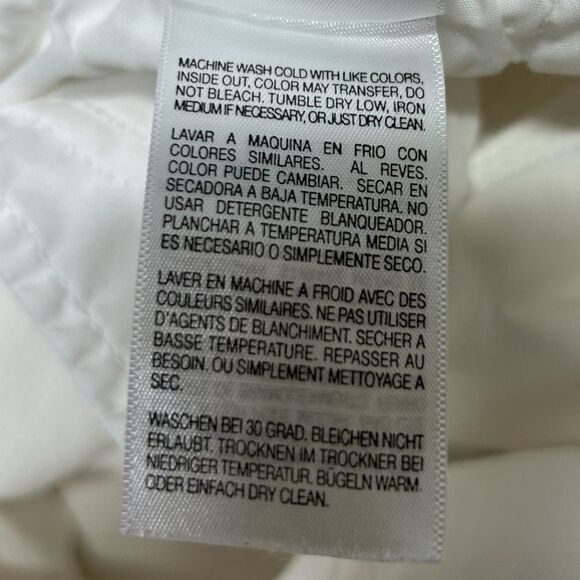 MACHINE WASH COLD WITH LIKE COLORS,
INSIDE OUT, COLOR MAY TRANSFER, DO
NOT BLEACH. TUMBLE DRY LOW, IRON
MEDIUM IF NECESSARY, OR JUST DRY CLEAN.
LAVAR A MAQUINA EN FRIO CON
COLORES SIMILARES. AL REVES.
COLOR PUEDE CAMBIAR. SECAR EN
SECADORA A BAJA TEMPERATURA. NO
USAR DETERGENTE BLANQUEADOR.
PLANCHAR A TEMPERATURA MEDIA SI
ES NECESARIO O SIMPLEMENTE SECO.
LAVER EN MACHINE A FROID AVEC DES
COULEURS SIMILAIRES. NE PAS UTILISER
D'AGENTS DE BLANCHIMENT. SECHER A
BASSE TEMPERATURE. REPASSER AU
BESOIN. OU SIMPLEMENT METTOYAGE A
SEC.
WASCHEN BEI 30 GRAD. BLEICHEN NICHT
ERLAUBT. TROCKNEN IM TROCKNER BEI
NIEDRIGER TEMPERATUR. BÜGELN WARM
ODER EINFACH DRY CLEAN.